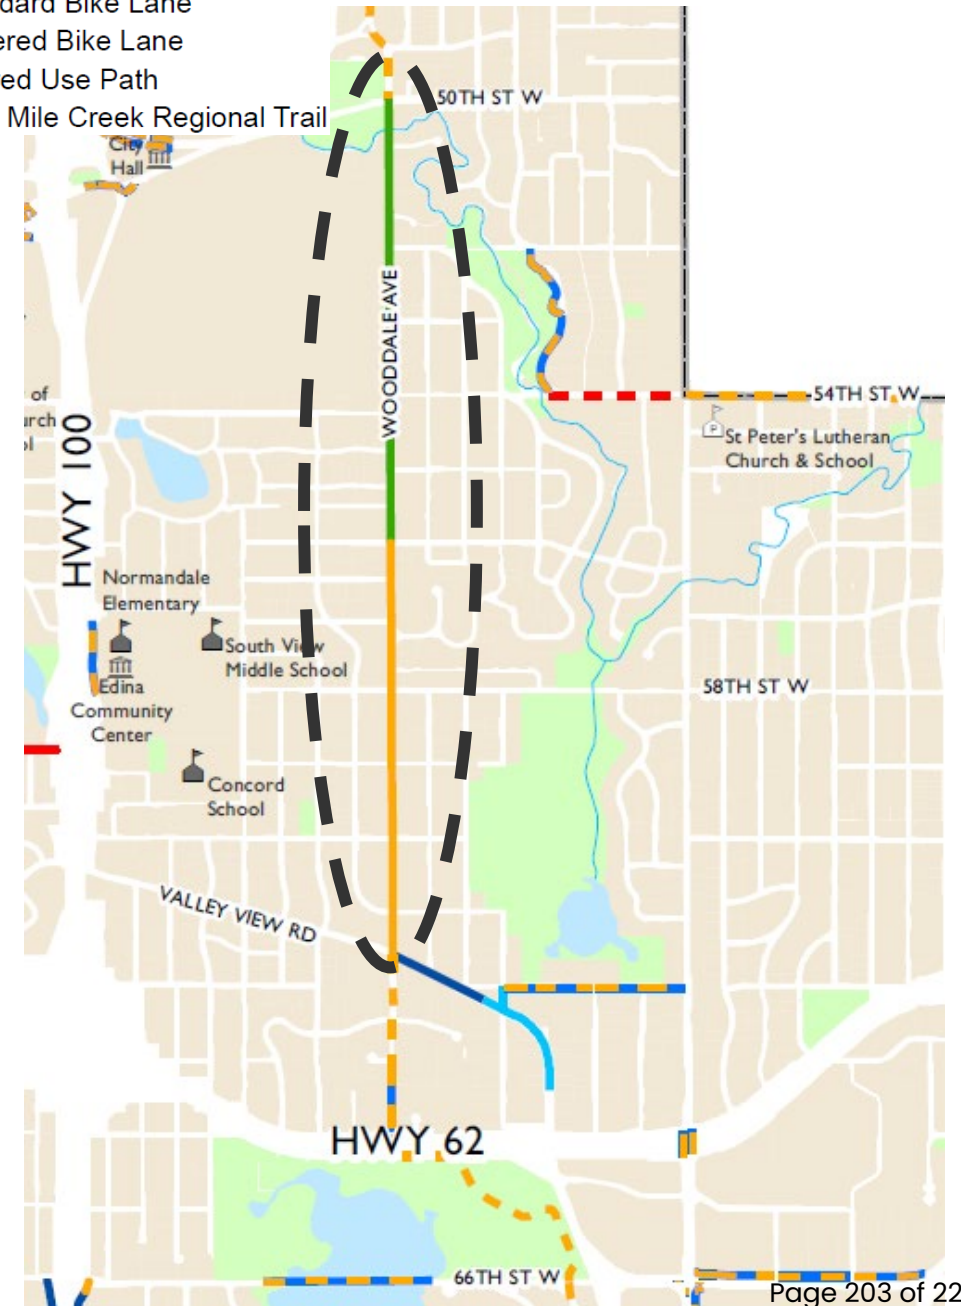 dard Bike Lane
ered Bike Lane
red Use Path
Mile Creek Regional Trail
50TH ST W
City
Hall
WOODDALE AVE
54TH ST W
of
urch
ol
HWY 100
St Peter's Lutheran
Church & School
Normandale
Elementary
South View
Middle School
Edina
Community
Center
58TH ST W
Concord
School
VALLEY VIEW RD
HWY 62
66TH ST W
Page 203 of 22